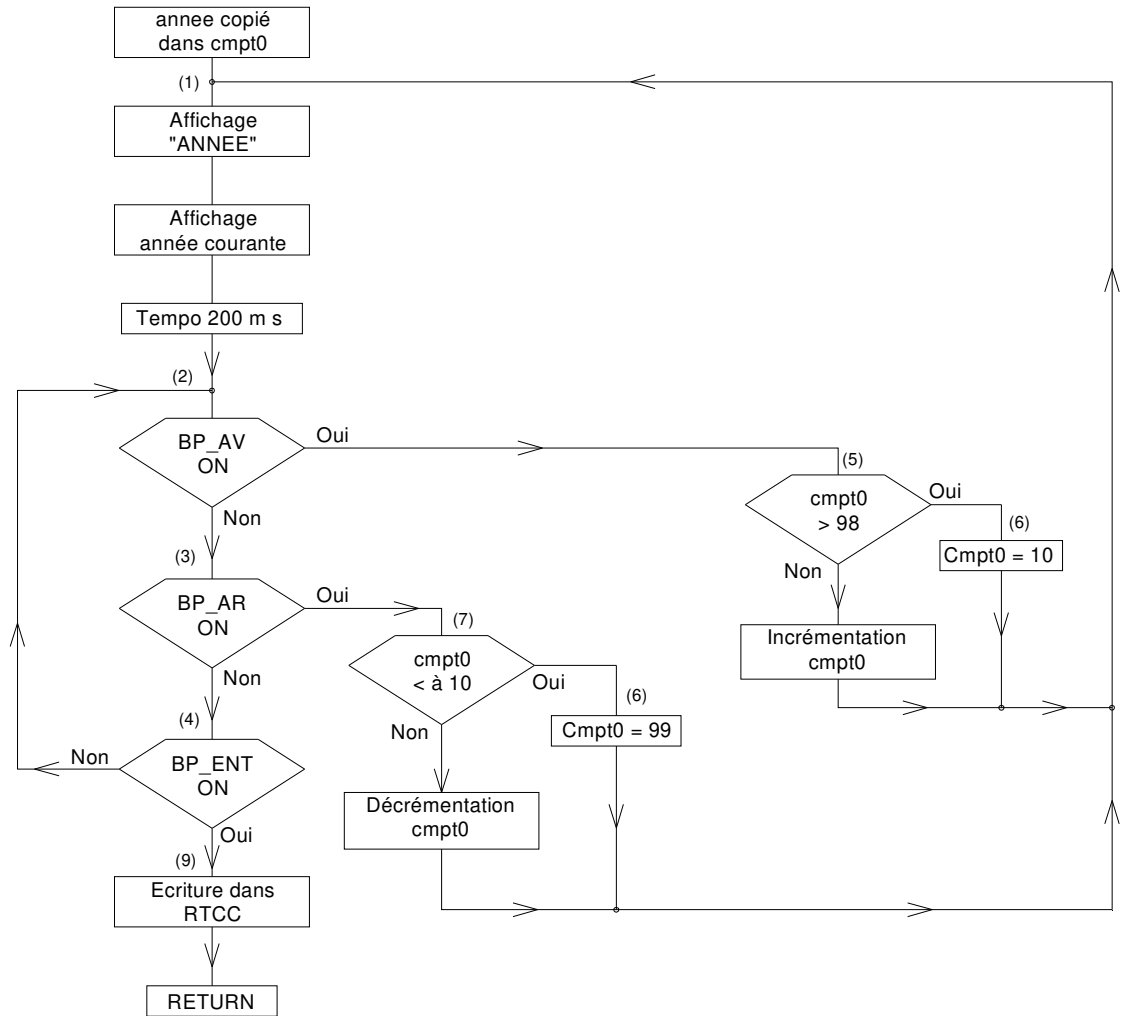 annee copié
dans cmpt0
(1)
Affichage
"ANNEE"
Affichage
année courante
Tempo 200 m s
(2)
BP_AV
ON
Oui
Non
(5)
cmpt0
> 98
Oui
Non
(6)
Cmpt0 = 10
Incrémentation
cmpt0
(3)
BP_AR
ON
Oui
Non
(7)
cmpt0
< à 10
Oui
Non
(6)
Cmpt0 = 99
Décrémentation
cmpt0
(4)
BP_ENT
ON
Non
Oui
(9)
Ecriture dans
RTCC
RETURN